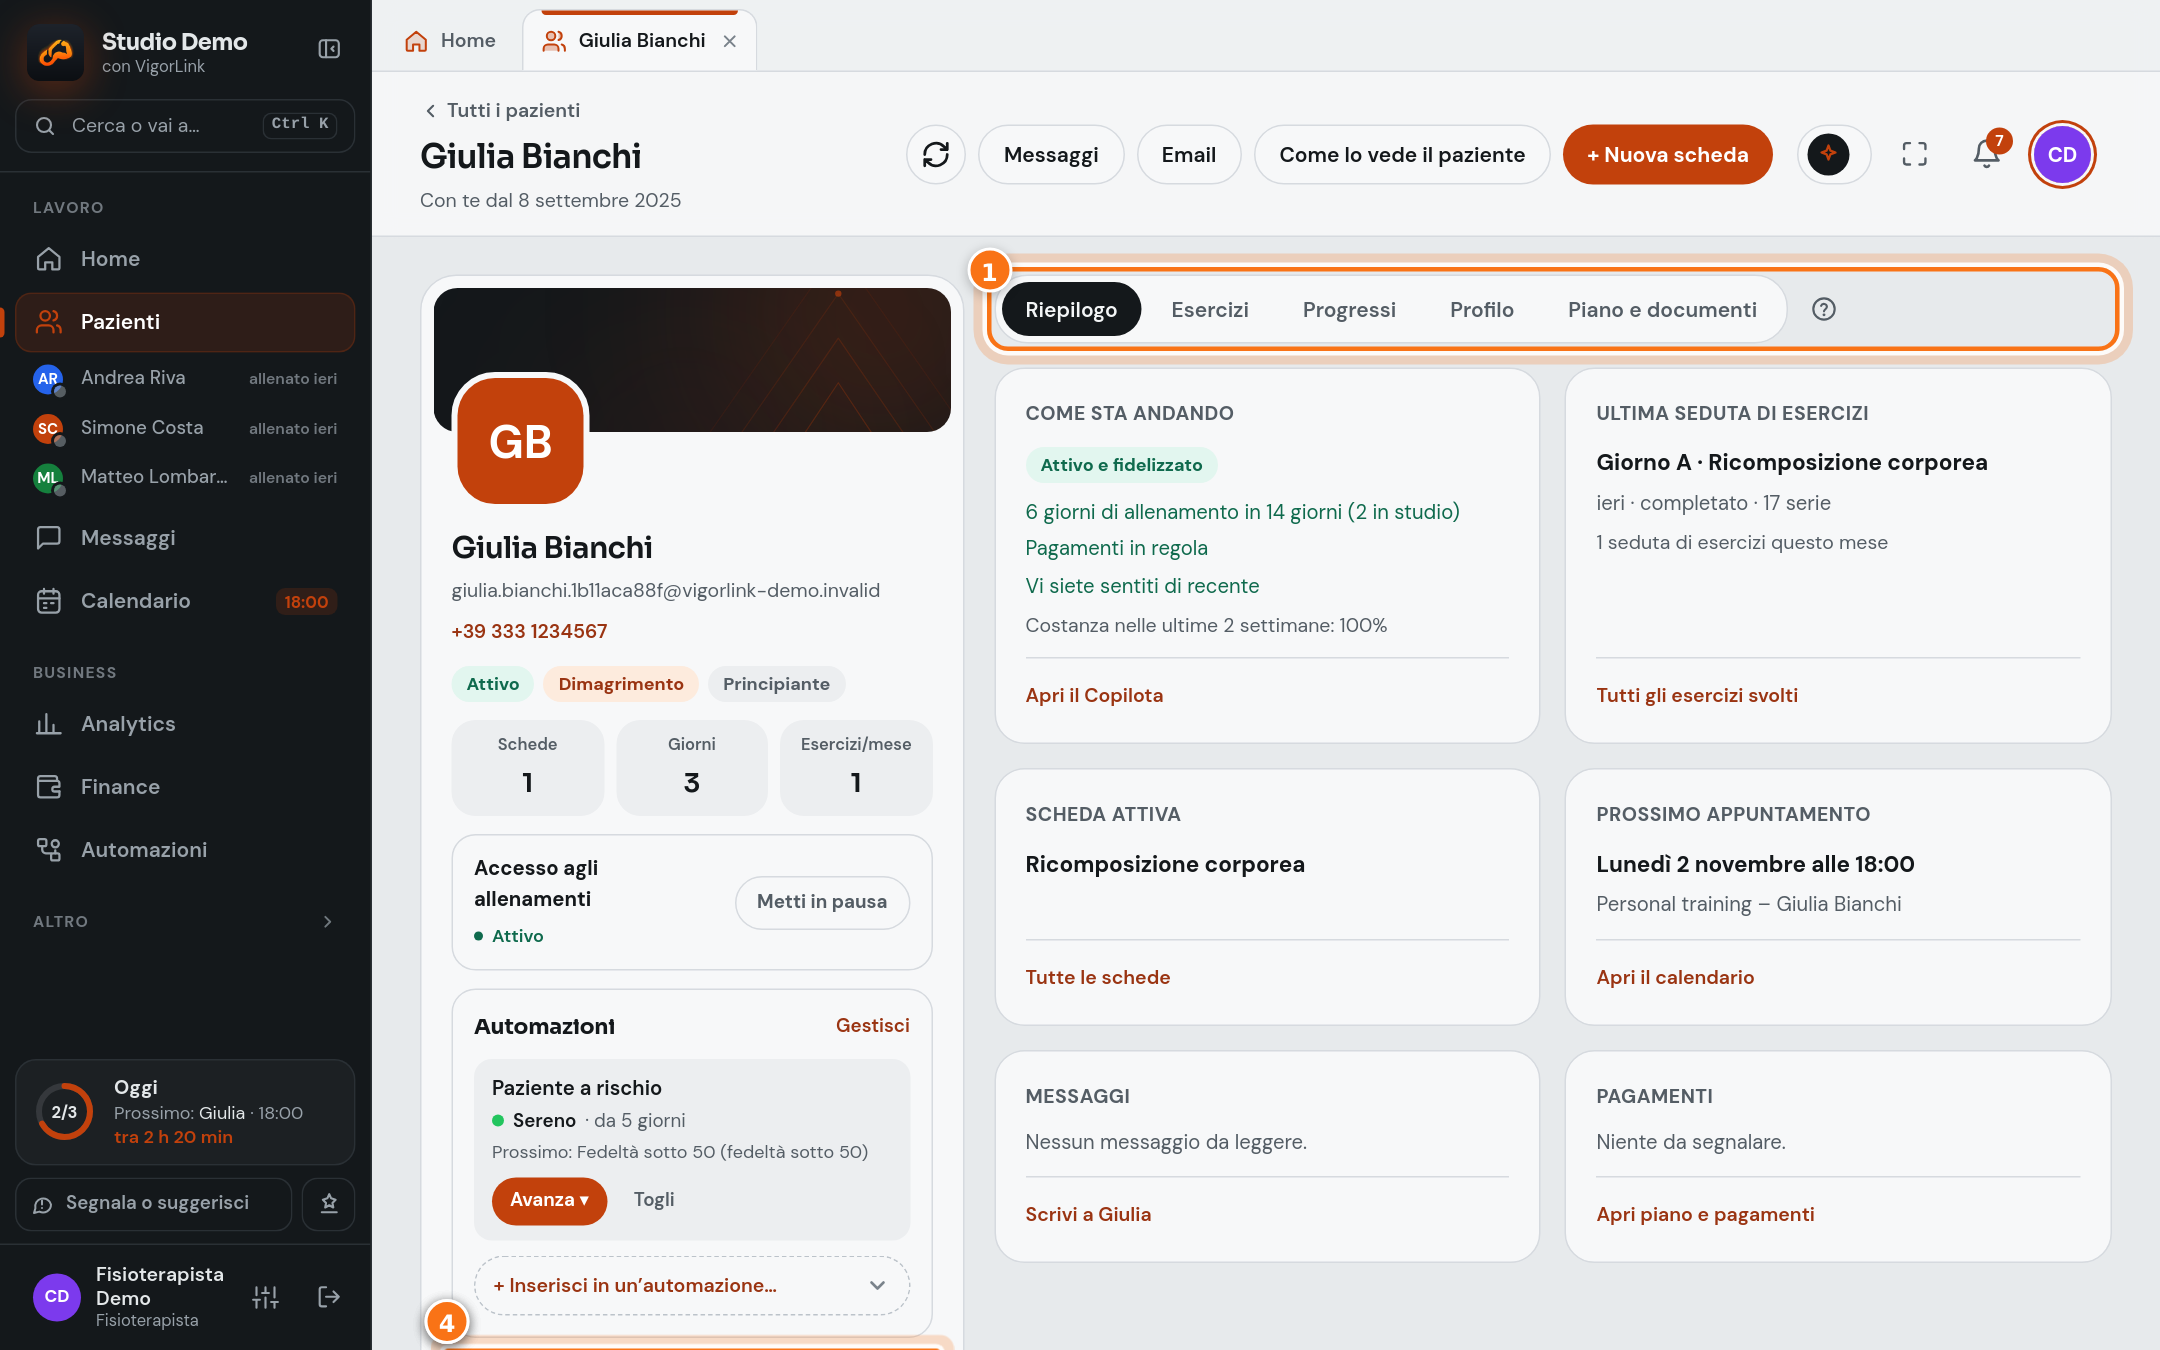 Studio Demo
con VigorLink
Cerca o vai a...
Ctrl K
LAVORO
Home
Pazienti
AR
Andrea Riva
allenato ieri
SC
Simone Costa
allenato ieri
ML
Matteo Lombar...
allenato ieri
Messaggi
Calendario
18:00
BUSINESS
Analytics
Finance
Automazioni
ALTRO
2/3
Oggi
Prossimo: Giulia · 18:00
tra 2 h 20 min
Segnala o suggerisci
CD
Fisioterapista
Demo
Fisioterapista
Home
Giulia Bianchi
Tutti i pazienti
Giulia Bianchi
Con te dal 8 settembre 2025
Messaggi
Email
Come lo vede il paziente
+ Nuova scheda
7
CD
GB
Giulia Bianchi
giulia.bianchi.1b11aca88f@vigorlink-demo.invalid
+39 333 1234567
Attivo
Dimagrimento
Principiante
Schede
1
Giorni
3
Esercizi/mese
1
Accesso agli
allenamenti
Attivo
Metti in pausa
Automazioni
Gestisci
Paziente a rischio
Sereno · da 5 giorni
Prossimo: Fedeltà sotto 50 (fedeltà sotto 50)
Avanza ▾
Togli
+ Inserisci in un'automazione...
4
1
Riepilogo
Esercizi
Progressi
Profilo
Piano e documenti
?
COME STA ANDANDO
Attivo e fidelizzato
6 giorni di allenamento in 14 giorni (2 in studio)
Pagamenti in regola
Vi siete sentiti di recente
Costanza nelle ultime 2 settimane: 100%
Apri il Copilota
ULTIMA SEDUTA DI ESERCIZI
Giorno A · Ricomposizione corporea
ieri · completato · 17 serie
1 seduta di esercizi questo mese
Tutti gli esercizi svolti
SCHEDA ATTIVA
Ricomposizione corporea
Tutte le schede
PROSSIMO APPUNTAMENTO
Lunedì 2 novembre alle 18:00
Personal training – Giulia Bianchi
Apri il calendario
MESSAGGI
Nessun messaggio da leggere.
Scrivi a Giulia
PAGAMENTI
Niente da segnalare.
Apri piano e pagamenti